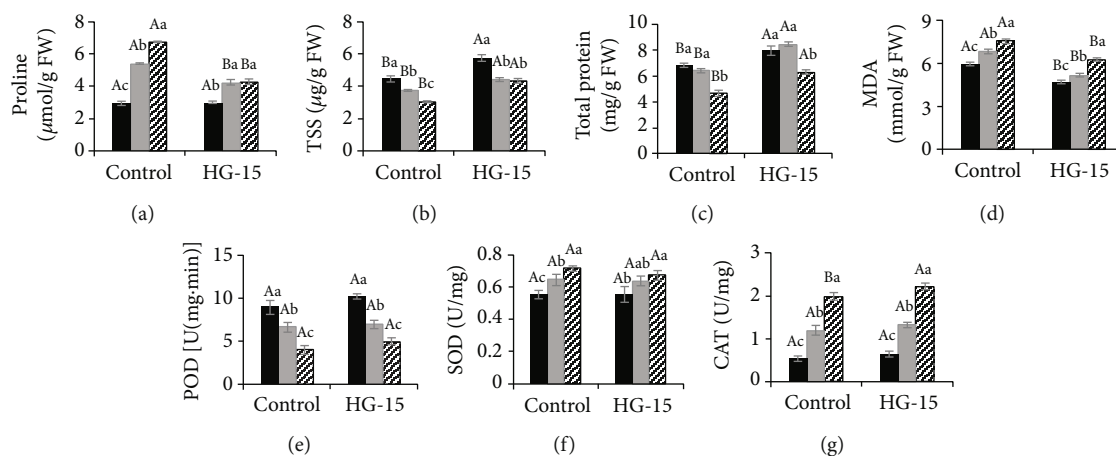 Proline
(μmol/g FW)
8
6
4
2
0
Ac
Ab
Aa
Ab
Ba
Ba
Control
HG-15
(a)
TSS (μg/g FW)
8
6
4
2
0
Ba
Bb
Bc
Aa
Ab
Ab
Control
HG-15
(b)
Total protein
(mg/g FW)
10
8
6
4
2
0
Ba
Ba
Bb
Aa
Aa
Ab
Control
HG-15
(c)
MDA
(mmol/g FW)
9
6
3
0
Ac
Ab
Aa
Bc
Bb
Ba
Control
HG-15
(d)
POD [U(mg·min)]
15
10
5
0
Aa
Ab
Ac
Aa
Ab
Ac
Control
HG-15
(e)
SOD (U/mg)
0.8
0.6
0.4
0.2
0
Ac
Ab
Aa
Ab
Aab
Aa
Control
HG-15
(f)
CAT (U/mg)
3
2
1
0
Ac
Ab
Ba
Ac
Ab
Aa
Control
HG-15
(g)